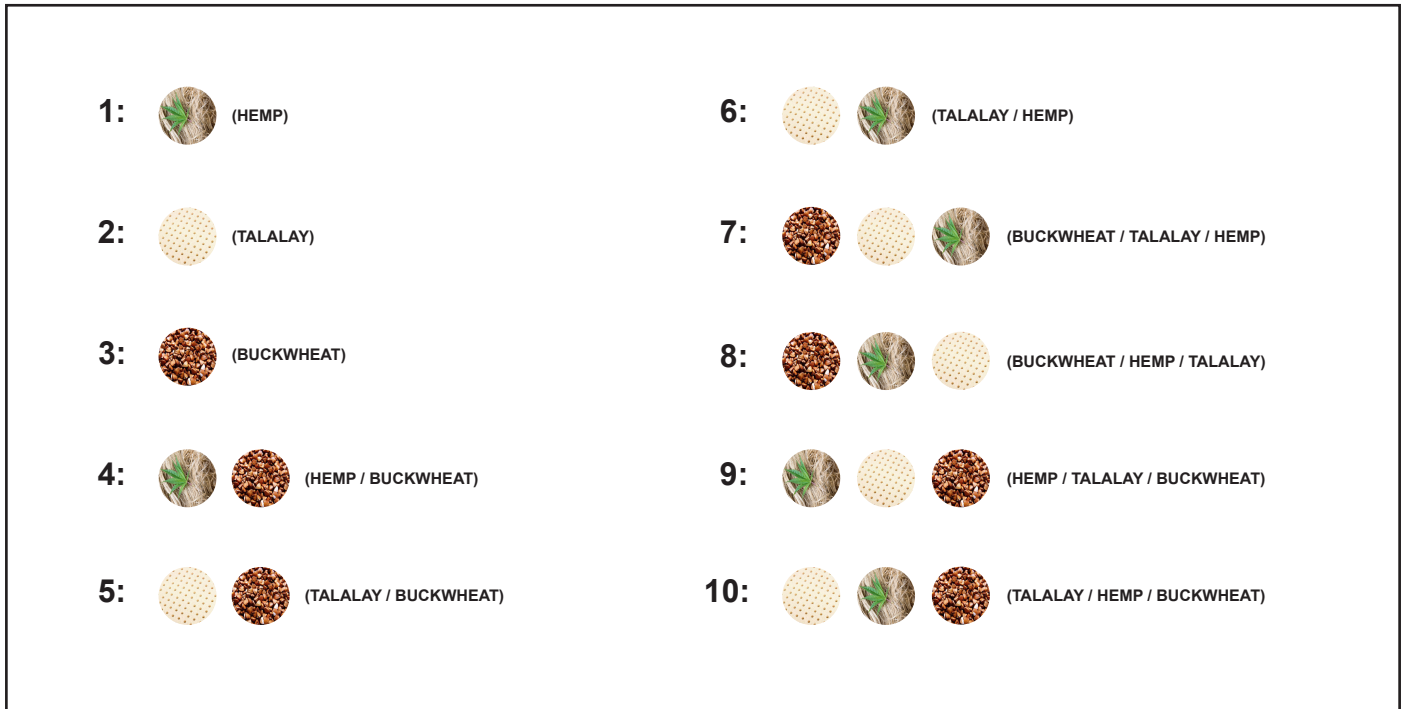 1: (HEMP)
2: (TALALAY)
3: (BUCKWHEAT)
4: (HEMP / BUCKWHEAT)
5: (TALALAY / BUCKWHEAT)
6: (TALALAY / HEMP)
7: (BUCKWHEAT / TALALAY / HEMP)
8: (BUCKWHEAT / HEMP / TALALAY)
9: (HEMP / TALALAY / BUCKWHEAT)
10: (TALALAY / HEMP / BUCKWHEAT)